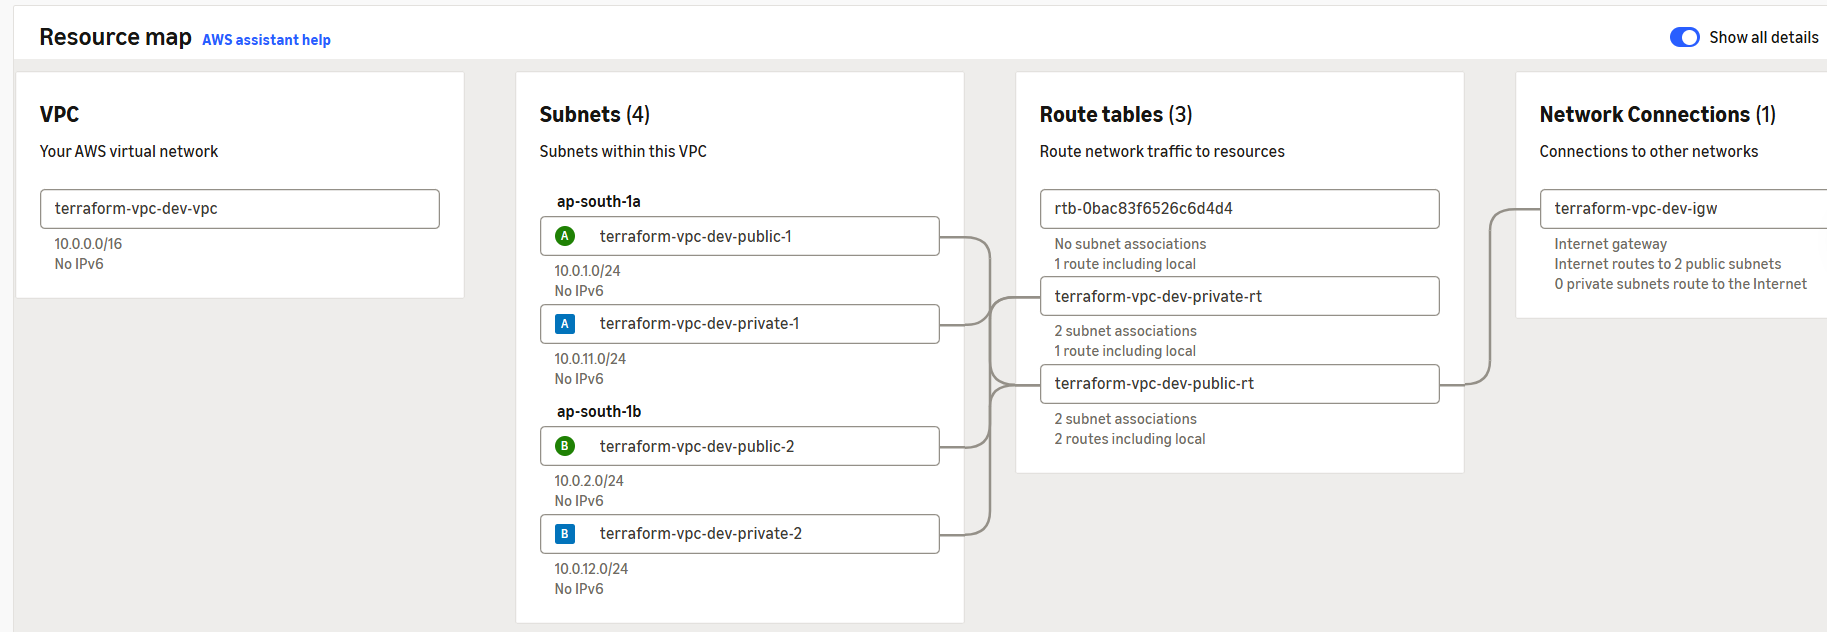 Resource map AWS assistant help
Show all details
VPC
Your AWS virtual network
terraform-vpc-dev-vpc
10.0.0.0/16
No IPv6
Subnets (4)
Subnets within this VPC
ap-south-1a
A terraform-vpc-dev-public-1
10.0.1.0/24
No IPv6
A terraform-vpc-dev-private-1
10.0.11.0/24
No IPv6
ap-south-1b
B terraform-vpc-dev-public-2
10.0.2.0/24
No IPv6
B terraform-vpc-dev-private-2
10.0.12.0/24
No IPv6
Route tables (3)
Route network traffic to resources
rtb-0bac83f6526c6d4d4
No subnet associations
1 route including local
terraform-vpc-dev-private-rt
2 subnet associations
1 route including local
terraform-vpc-dev-public-rt
2 subnet associations
2 routes including local
Network Connections (1)
Connections to other networks
terraform-vpc-dev-igw
Internet gateway
Internet routes to 2 public subnets
0 private subnets route to the Internet